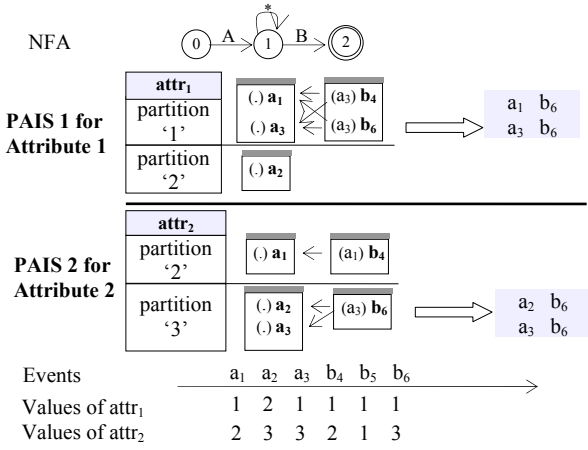 NFA
0 A 1 * B 2
attr₁
PAIS 1 for Attribute 1
partition ‘1’
(.) a₁
(.) a₃
(a₃) b₄
(a₃) b₆
a₁ b₆
a₃ b₆
partition ‘2’
(.) a₂
attr₂
PAIS 2 for Attribute 2
partition ‘2’
(.) a₁
(a₁) b₄
partition ‘3’
(.) a₂
(.) a₃
(a₃) b₆
a₂ b₆
a₃ b₆
Events a₁ a₂ a₃ b₄ b₅ b₆
Values of attr₁ 1 2 1 1 1 1
Values of attr₂ 2 3 3 2 1 3